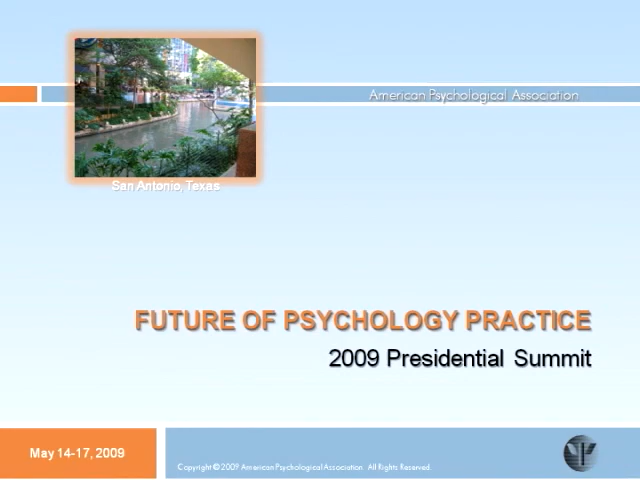 American Psychological Association
San Antonio, Texas
FUTURE OF PSYCHOLOGY PRACTICE
2009 Presidential Summit
May 14-17, 2009
Copyright © 2009 American Psychological Association. All Rights Reserved.